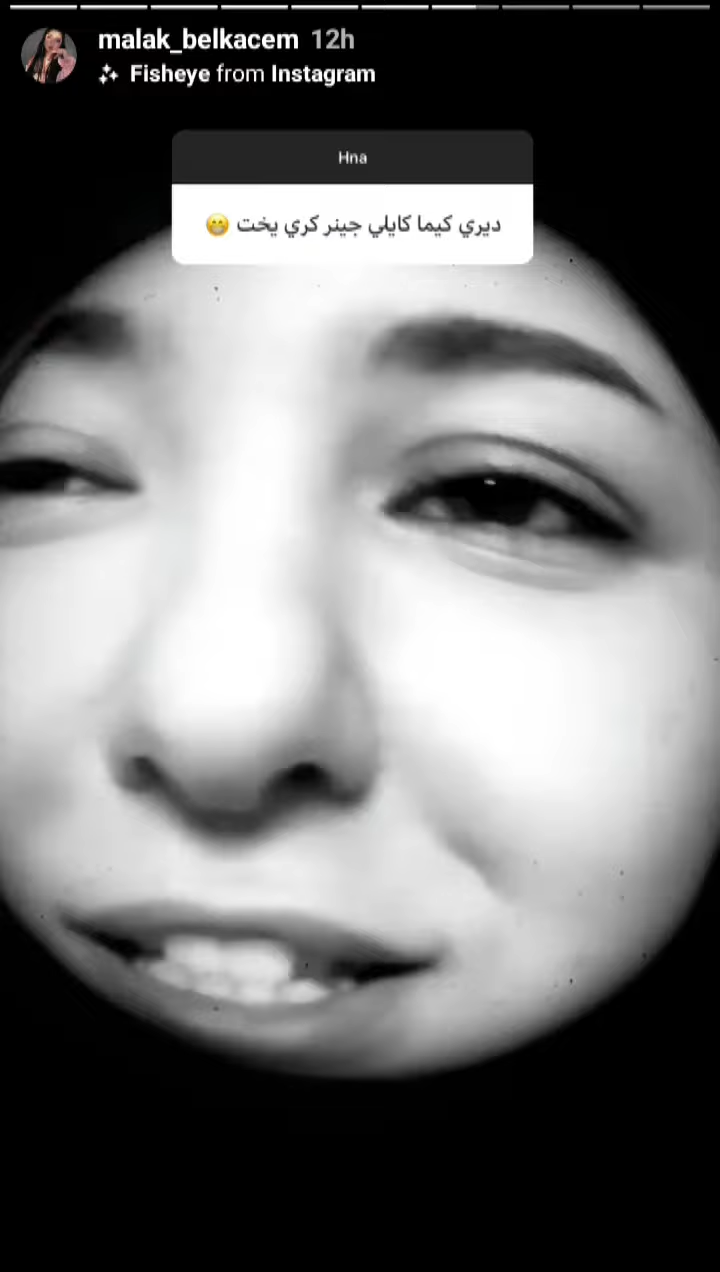 malak_belkacem 12h
Fisheye from Instagram
Hna
ديري كيما كايلي جينر كري يخت 😁